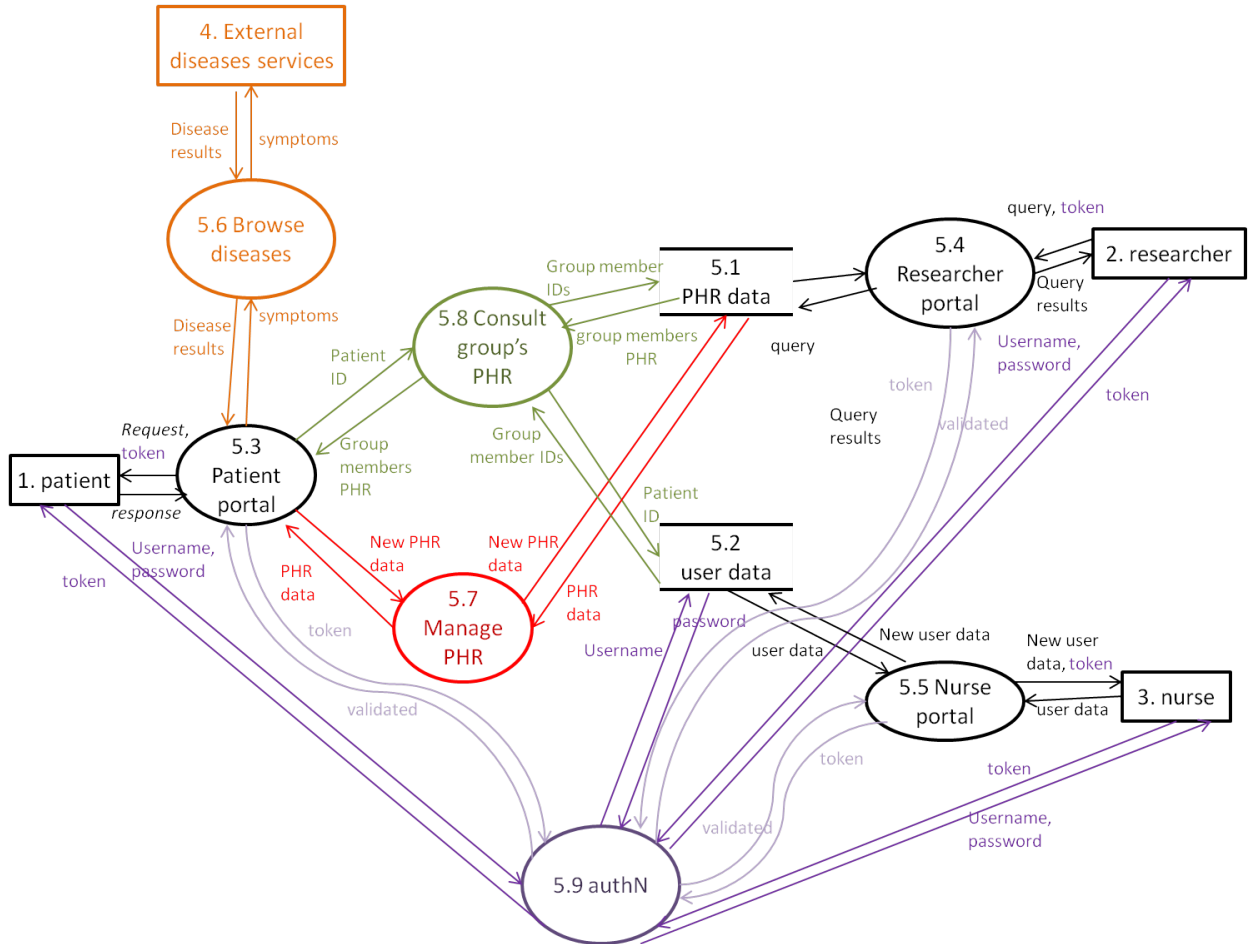 4. External
diseases services
Disease
results
symptoms
5.6 Browse
diseases
Disease
results
symptoms
query, token
5.4
Researcher
portal
2. researcher
Query
results
Group member
IDs
5.1
PHR data
5.8 Consult
group's
PHR
group members
PHR
query
Patient
ID
Username,
password
token
token
validated
Query
results
Request,
token
5.3
Patient
portal
Group
members
PHR
Group
member IDs
1. patient
response
Patient
ID
5.2
user data
Username,
password
token
New PHR
data
New PHR
data
PHR
data
PHR
data
5.7
Manage
PHR
token
validated
Username
password
user data
New user data
New user
data, token
5.5 Nurse
portal
3. nurse
user data
token
validated
token
Username,
password
5.9 authN